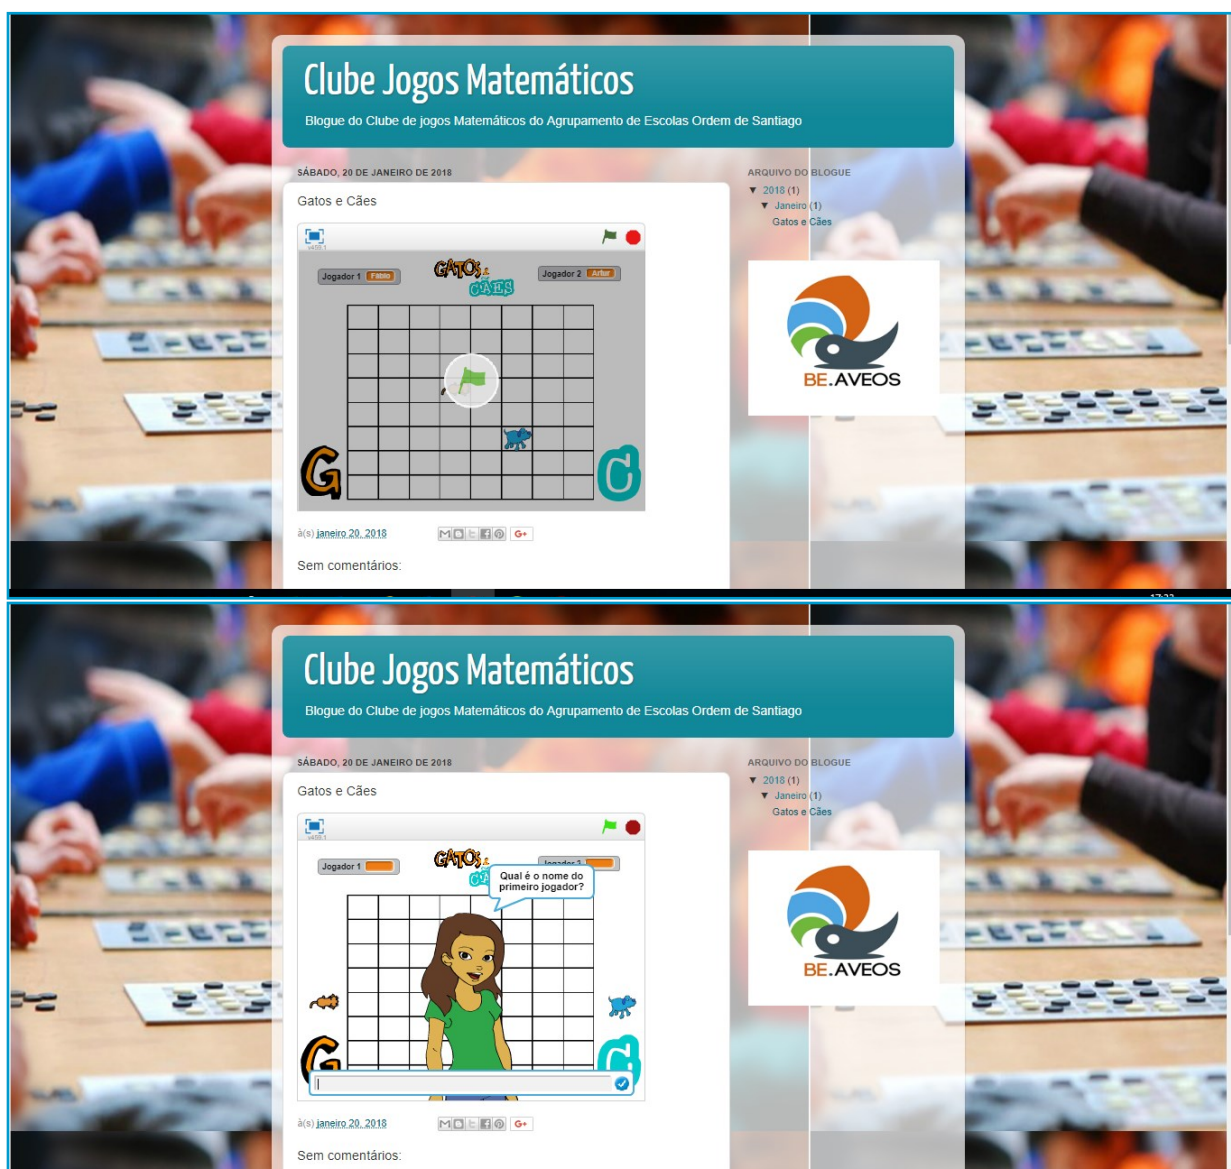 Clube Jogos Matemáticos
Blogue do Clube de jogos Matemáticos do Agrupamento de Escolas Ordem de Santiago
SÁBADO, 20 DE JANEIRO DE 2018
Gatos e Cães
v459.1
Jogador 1 Fábio
GATOS &
CÃES
Jogador 2 Artur
G
C
à(s) janeiro 20, 2018
G+
Sem comentários:
ARQUIVO DO BLOGUE
▼ 2018 (1)
▼ Janeiro (1)
Gatos e Cães
BE.AVEOS
Clube Jogos Matemáticos
Blogue do Clube de jogos Matemáticos do Agrupamento de Escolas Ordem de Santiago
SÁBADO, 20 DE JANEIRO DE 2018
Gatos e Cães
v459.1
Jogador 1
GATOS &
Qual é o nome do
primeiro jogador?
G
C
à(s) janeiro 20, 2018
G+
Sem comentários:
ARQUIVO DO BLOGUE
▼ 2018 (1)
▼ Janeiro (1)
Gatos e Cães
BE.AVEOS